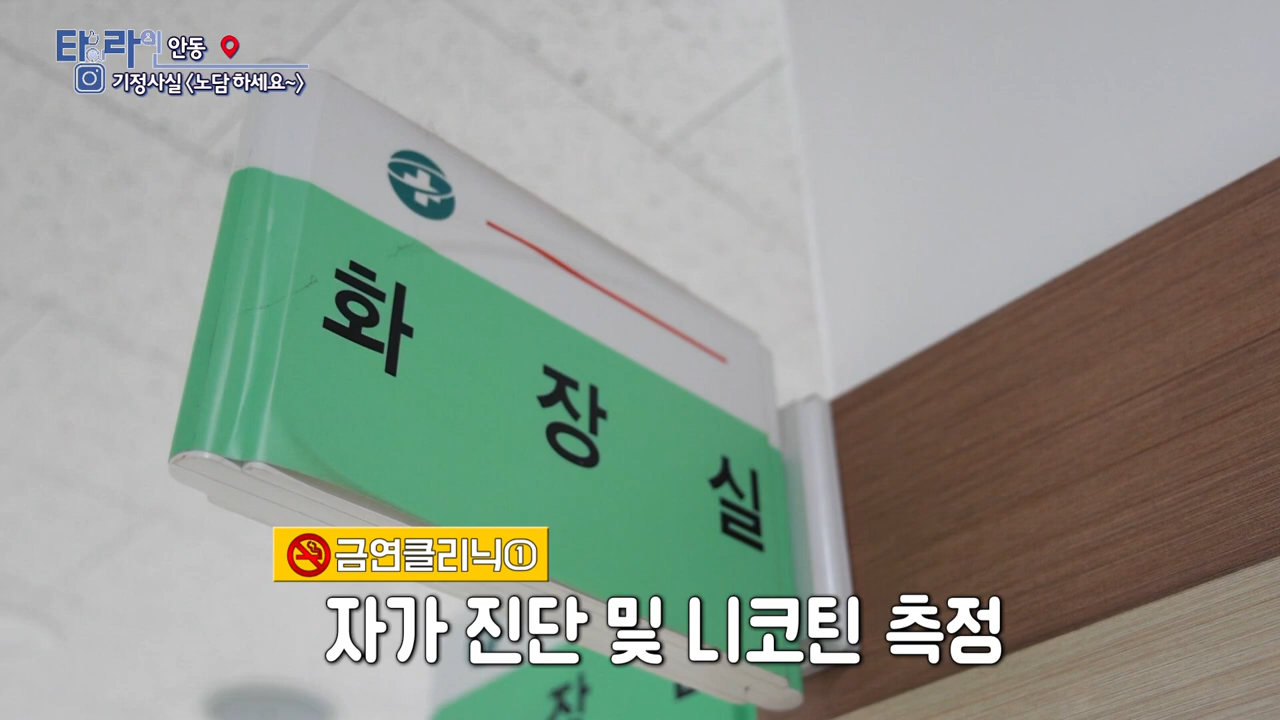 타라의 안동
기정사실 <노담 하세요~>
화장실
금연클리닉①
자가 진단 및 니코틴 측정